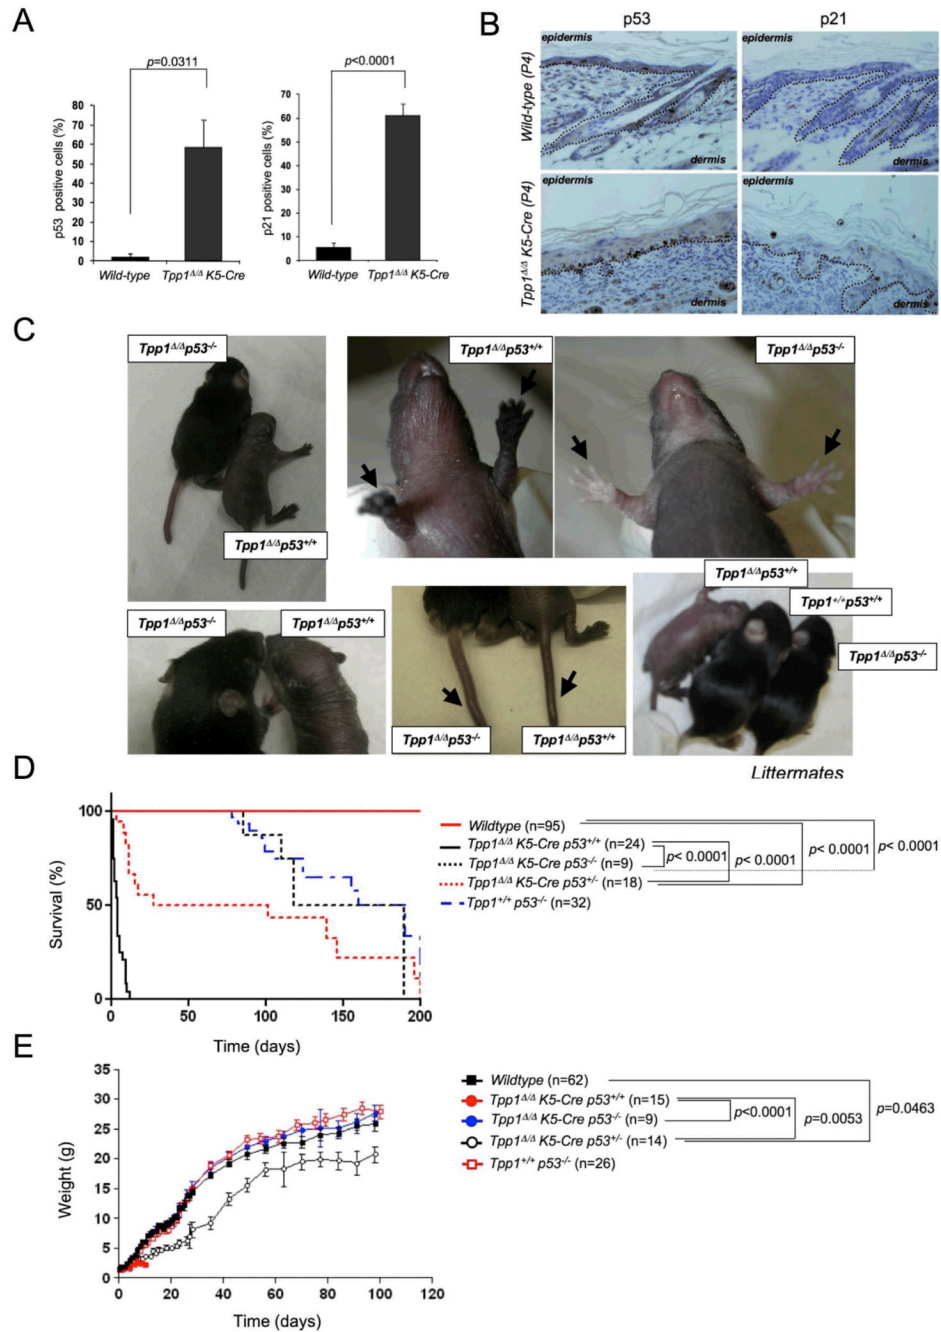 A
p=0.0311
p53 positive cells (%)
80
70
60
50
40
30
20
10
0
Wild-type
Tpp1Δ/Δ K5-Cre
p<0.0001
p21 positive cells (%)
70
60
50
40
30
20
10
0
Wild-type
Tpp1Δ/Δ K5-Cre
B
p53
p21
Wild-type (P4)
epidermis
dermis
epidermis
dermis
Tpp1Δ/Δ K5-Cre (P4)
epidermis
dermis
epidermis
dermis
C
Tpp1Δ/Δp53-/-
Tpp1Δ/Δp53+/+
Tpp1Δ/Δp53+/+
Tpp1Δ/Δp53-/-
Tpp1Δ/Δp53-/-
Tpp1Δ/Δp53+/+
Tpp1Δ/Δp53-/-
Tpp1Δ/Δp53+/+
Tpp1Δ/Δp53+/+
Tpp1+/+p53+/+
Tpp1Δ/Δp53-/-
Littermates
D
Survival (%)
100
50
0
0
50
100
150
200
Time (days)
Wildtype (n=95)
Tpp1Δ/Δ K5-Cre p53+/+ (n=24)
Tpp1Δ/Δ K5-Cre p53-/- (n=9)
Tpp1Δ/Δ K5-Cre p53+/- (n=18)
Tpp1+/+ p53-/- (n=32)
p< 0.0001
p< 0.0001
p< 0.0001
p< 0.0001
E
Weight (g)
35
30
25
20
15
10
5
0
0
20
40
60
80
100
120
Time (days)
Wildtype (n=62)
Tpp1Δ/Δ K5-Cre p53+/+ (n=15)
Tpp1Δ/Δ K5-Cre p53-/- (n=9)
Tpp1Δ/Δ K5-Cre p53+/- (n=14)
Tpp1+/+ p53-/- (n=26)
p<0.0001
p=0.0053
p=0.0463